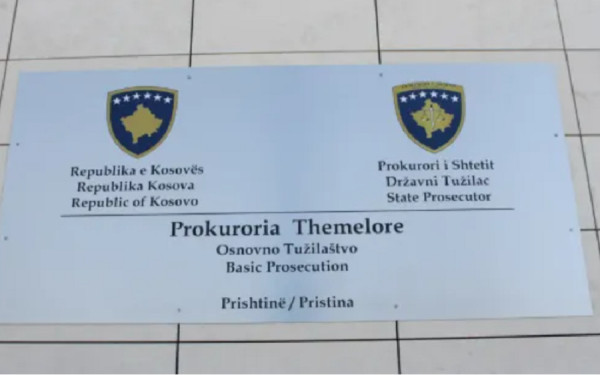 Republika e Kosovës
Republika Kosova
Republic of Kosovo
Prokurori i Shtetit
Državni Tužilac
State Prosecutor
Prokuroria Themelore
Osnovno Tužilaštvo
Basic Prosecution
Prishtinë / Pristina